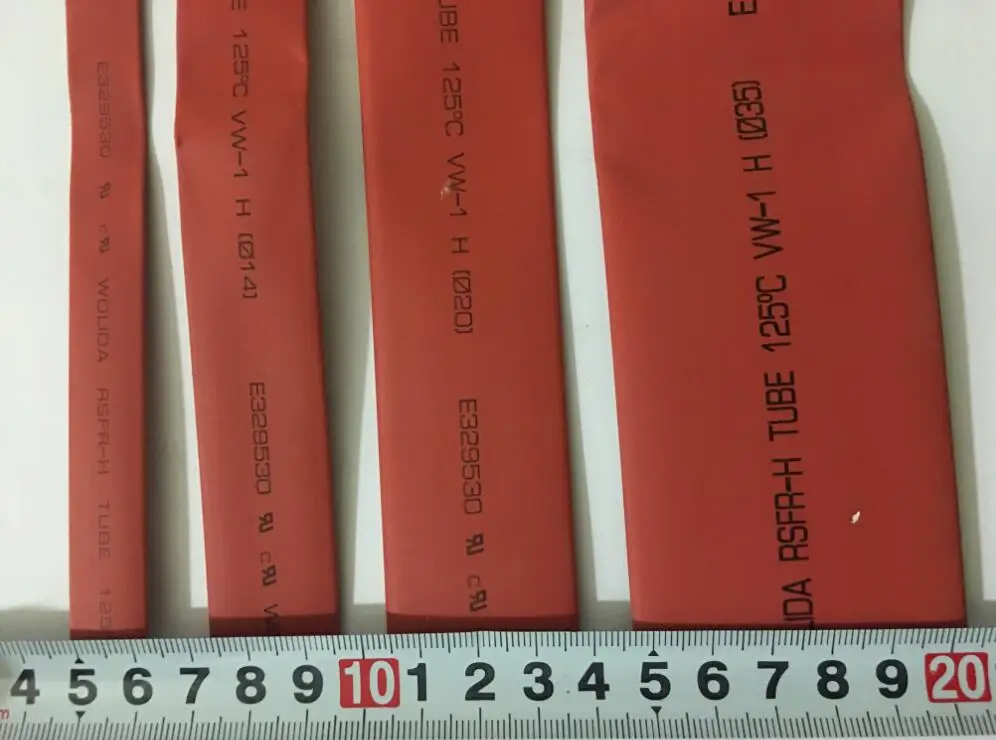 E329530 ᴿᵁ cᴿᵁ WOLIDA RSFR-H TUBE 125
E 125℃ VW-1 H (Ø14) E329530 ᴿᵁ cᴿᵁ W
UBE 125℃ VW-1 H (Ø20) E329530 ᴿᵁ cᴿᵁ
IDA RSFR-H TUBE 125℃ VW-1 H (Ø35) E
4 5 6 7 8 9 10 1 2 3 4 5 6 7 8 9 20
m